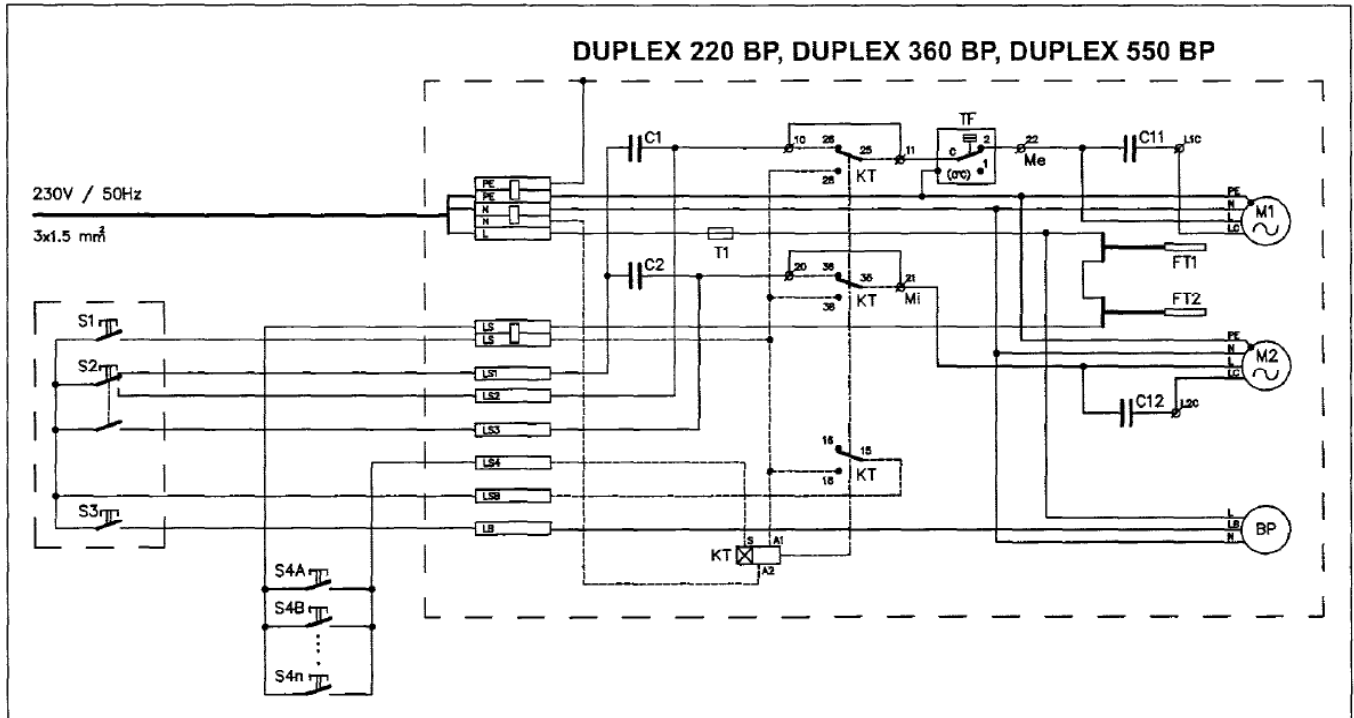 DUPLEX 220 BP, DUPLEX 360 BP, DUPLEX 550 BP
230V / 50Hz
3x1.5 mm²
PE
PE
N
N
L
C1
10
26
25
28
KT
11
TF
C
2
1
(0°C)
22
Me
C11
L1C
PE
N
L
LC
M1
T1
FT1
C2
20
36
35
38
KT
21
Mi
FT2
S1
LS
LS
S2
LS1
LS2
LS3
PE
N
L
LC
M2
C12
L2C
LS4
16
15
18
KT
LS8
S3
LB
L
LB
N
BP
KT
S
A1
A2
S4A
S4B
S4n